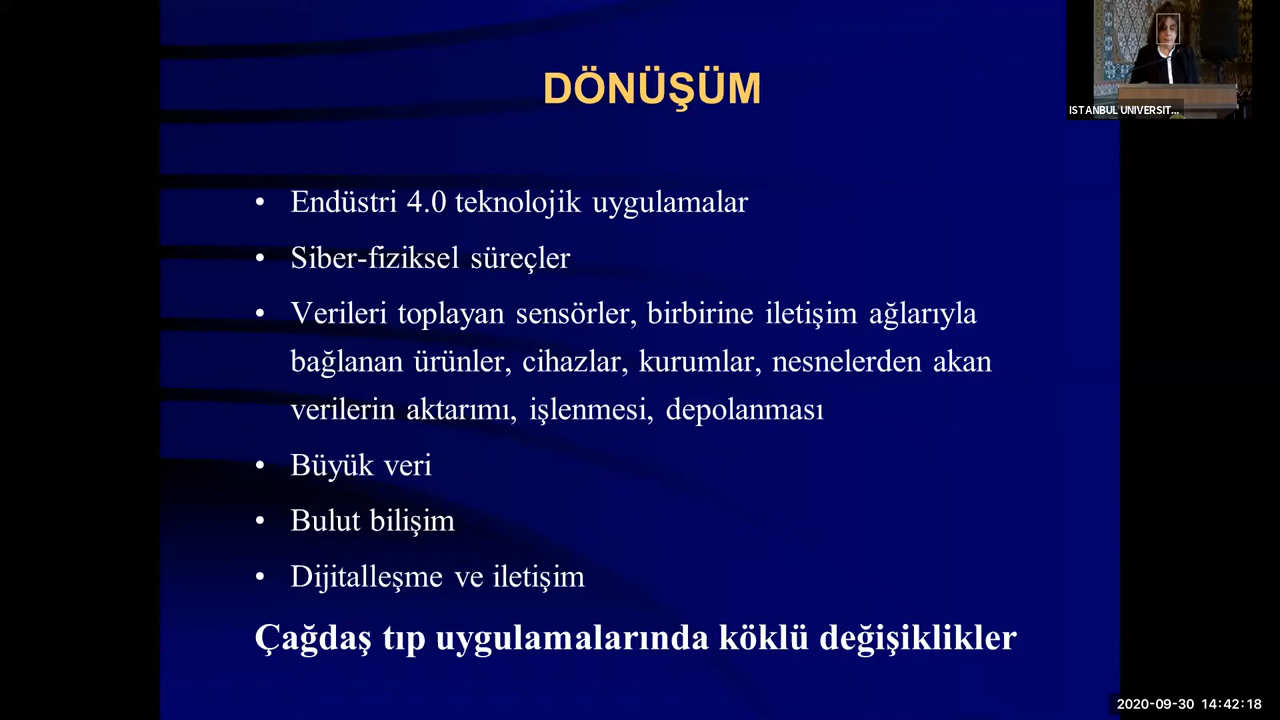 DÖNÜŞÜM
• Endüstri 4.0 teknolojik uygulamalar
• Siber-fiziksel süreçler
• Verileri toplayan sensörler, birbirine iletişim ağlarıyla
bağlanan ürünler, cihazlar, kurumlar, nesnelerden akan
verilerin aktarımı, işlenmesi, depolanması
• Büyük veri
• Bulut bilişim
• Dijitalleşme ve iletişim
Çağdaş tıp uygulamalarında köklü değişiklikler
ISTANBUL UNIVERSIT...
2020-09-30 14:42:18